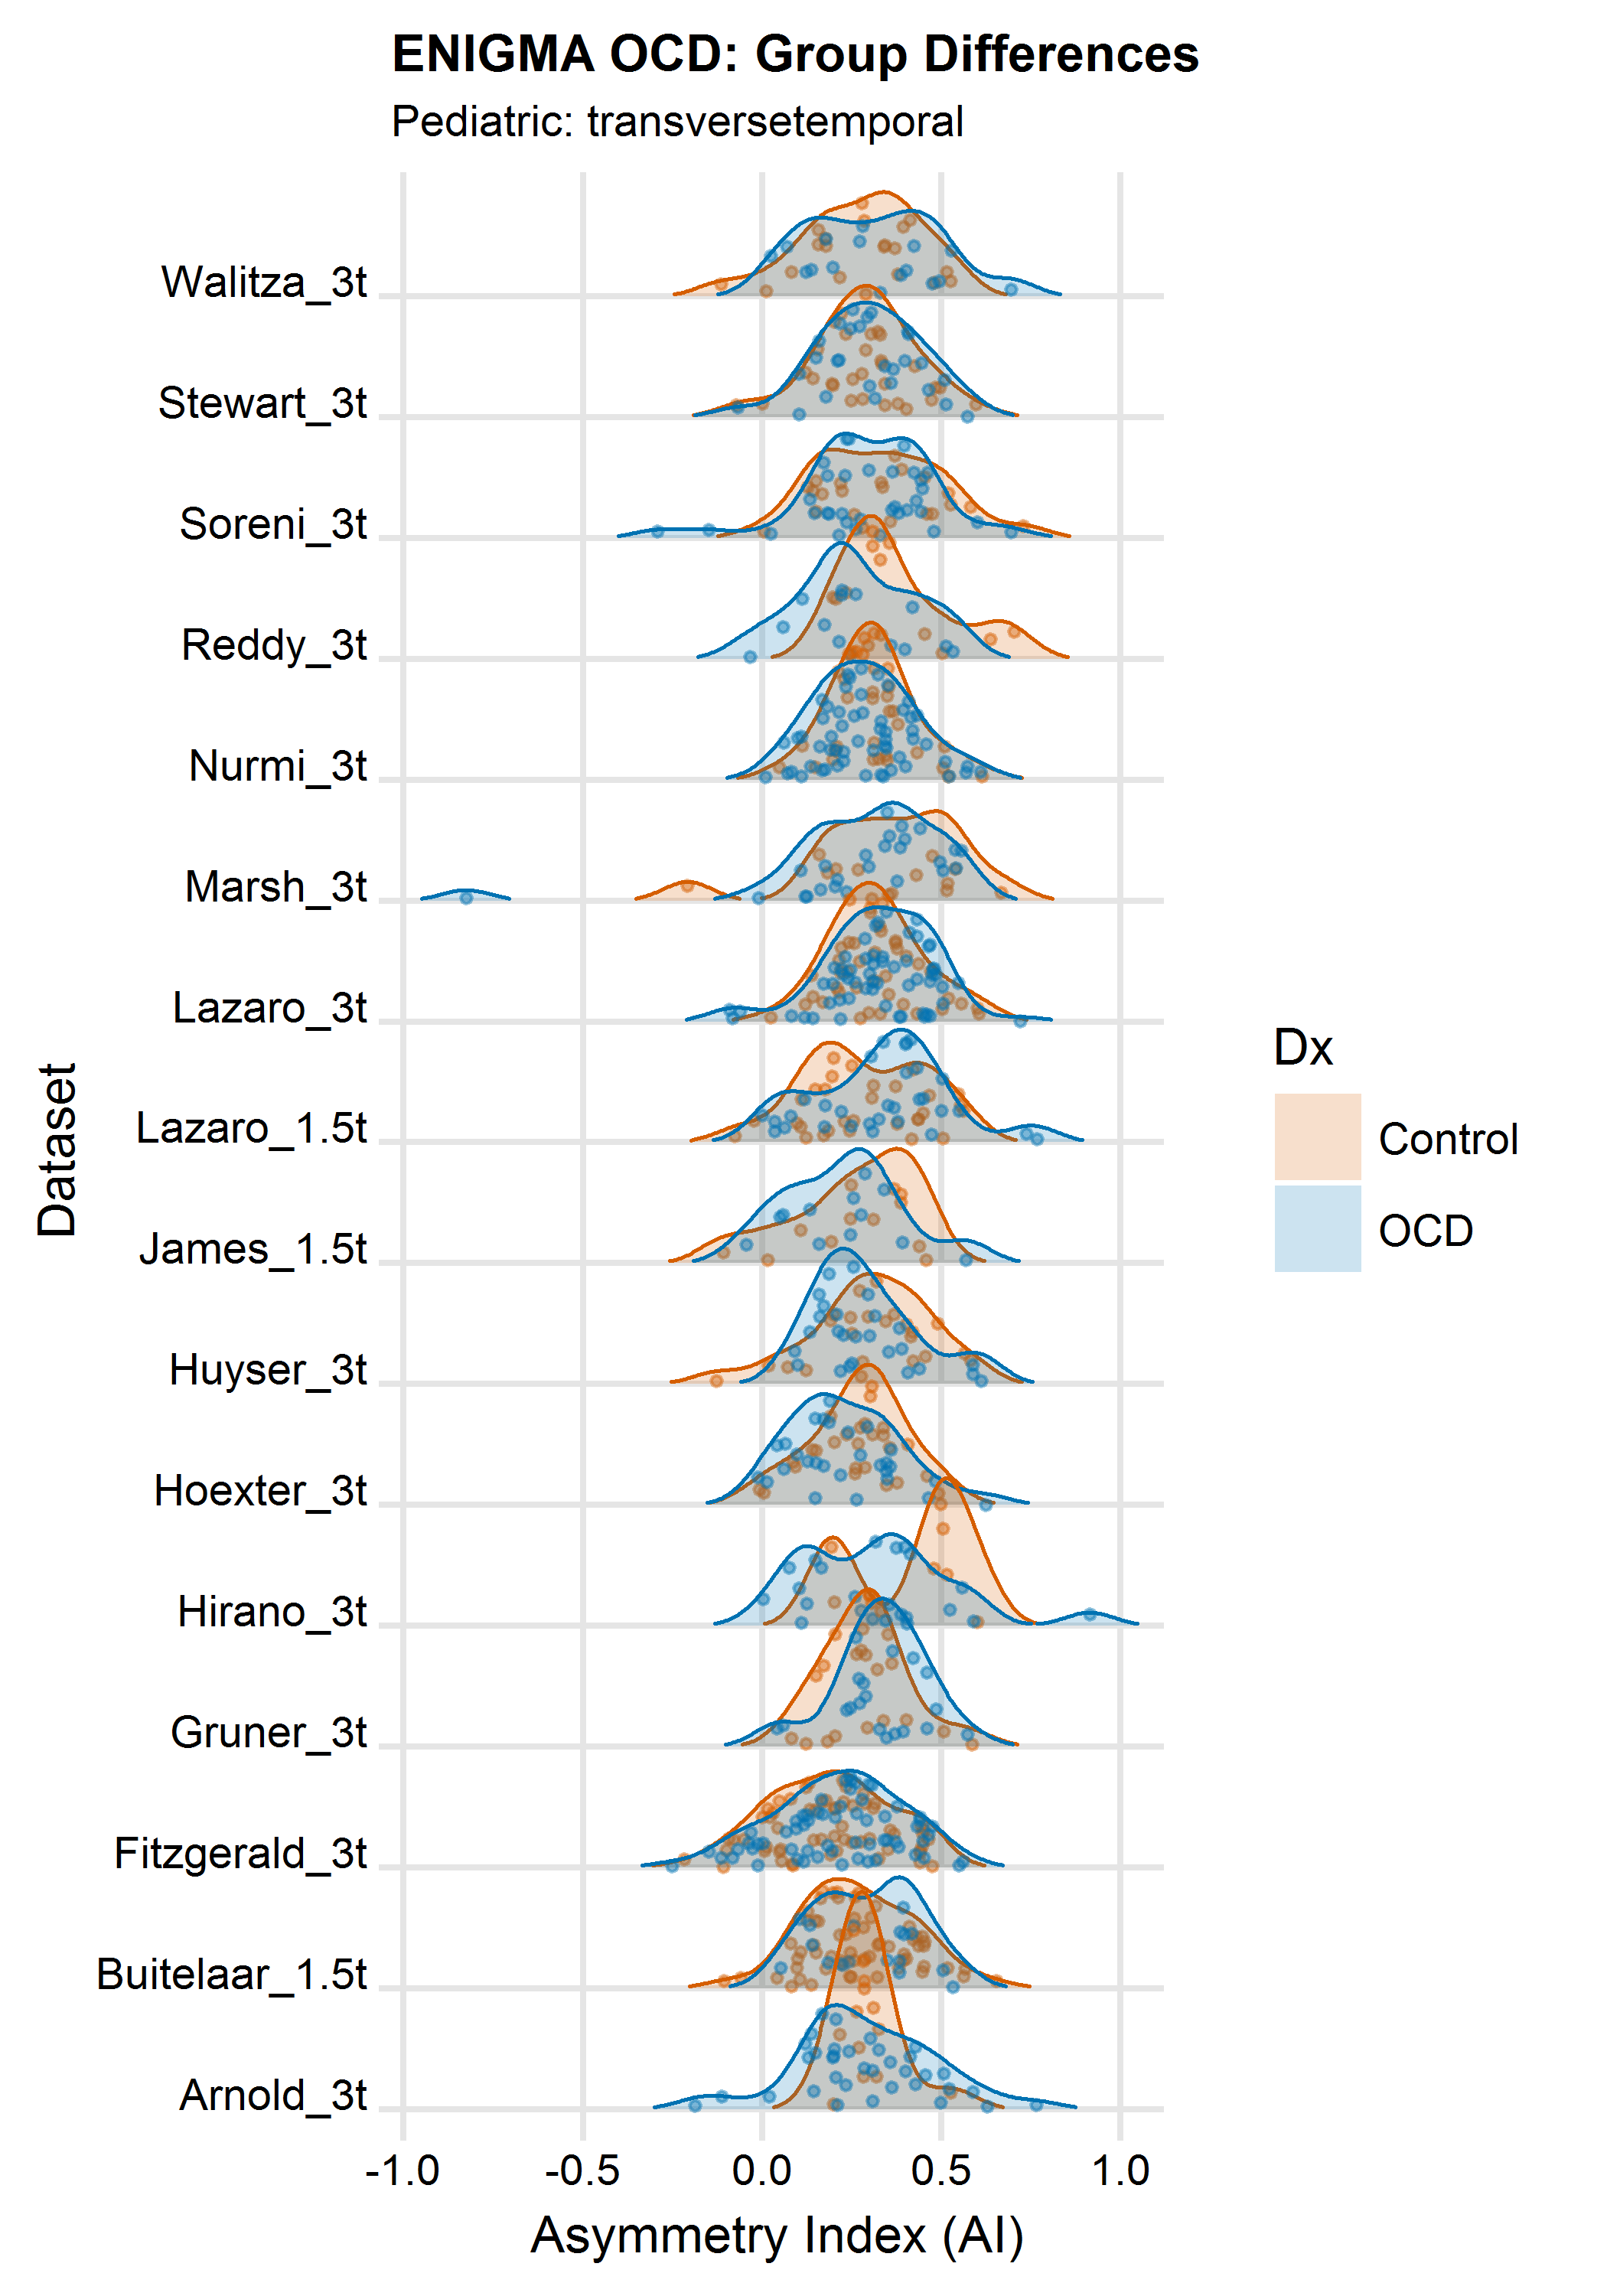 ENIGMA OCD: Group Differences
Pediatric: transversetemporal
Walitza_3t
Stewart_3t
Soreni_3t
Reddy_3t
Nurmi_3t
Marsh_3t
Lazaro_3t
Lazaro_1.5t
James_1.5t
Huyser_3t
Hoexter_3t
Hirano_3t
Gruner_3t
Fitzgerald_3t
Buitelaar_1.5t
Arnold_3t
Dataset
-1.0 -0.5 0.0 0.5 1.0
Asymmetry Index (AI)
Dx
Control
OCD